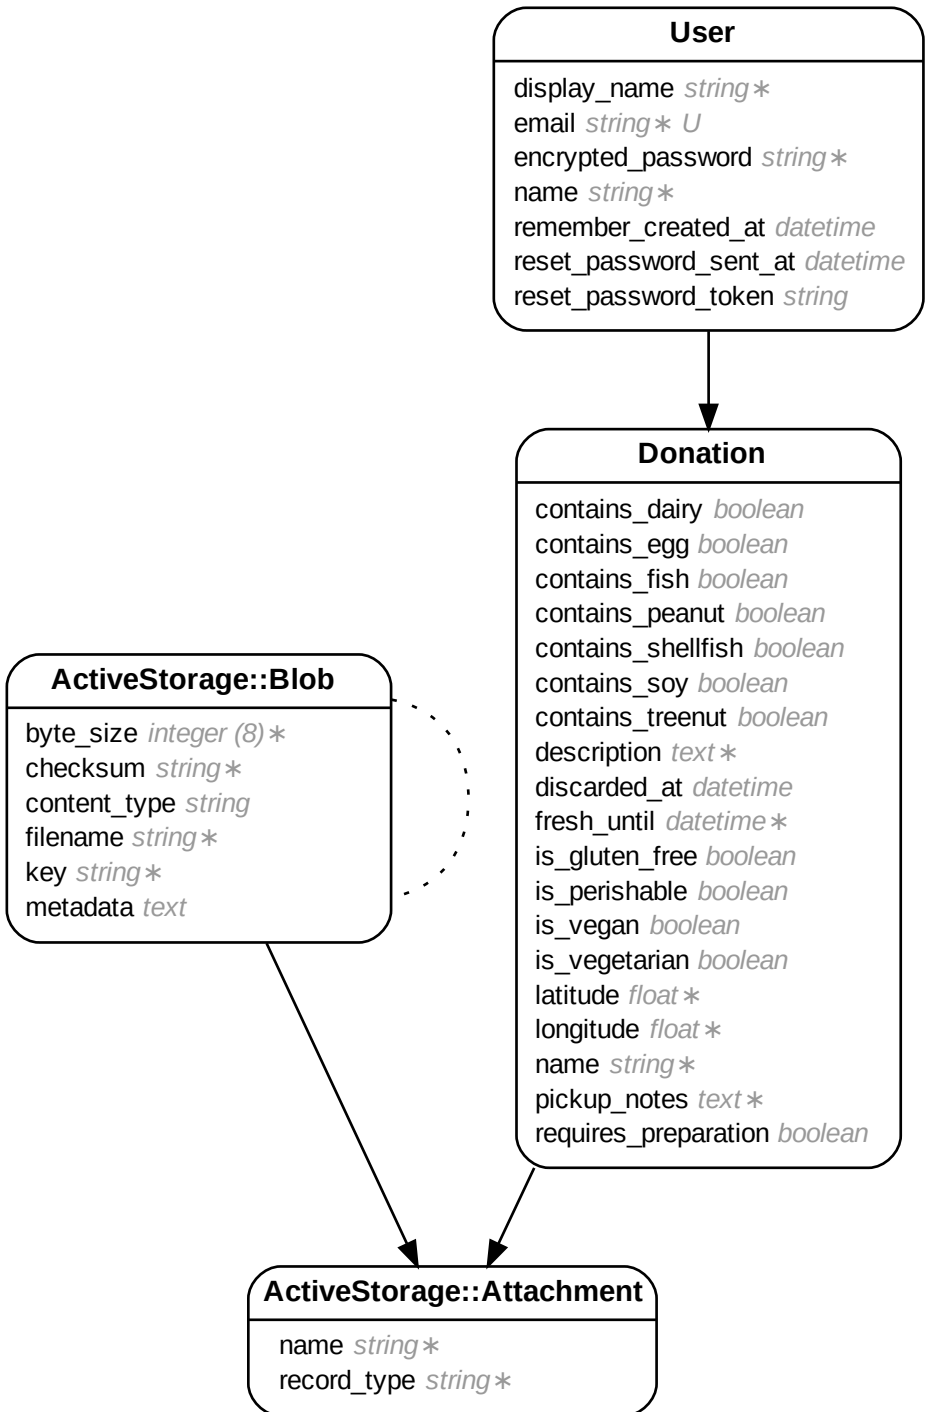 User
display_name string∗
email string∗ U
encrypted_password string∗
name string∗
remember_created_at datetime
reset_password_sent_at datetime
reset_password_token string
Donation
contains_dairy boolean
contains_egg boolean
contains_fish boolean
contains_peanut boolean
contains_shellfish boolean
contains_soy boolean
contains_treenut boolean
description text∗
discarded_at datetime
fresh_until datetime∗
is_gluten_free boolean
is_perishable boolean
is_vegan boolean
is_vegetarian boolean
latitude float∗
longitude float∗
name string∗
pickup_notes text∗
requires_preparation boolean
ActiveStorage::Blob
byte_size integer (8)∗
checksum string∗
content_type string
filename string∗
key string∗
metadata text
ActiveStorage::Attachment
name string∗
record_type string∗